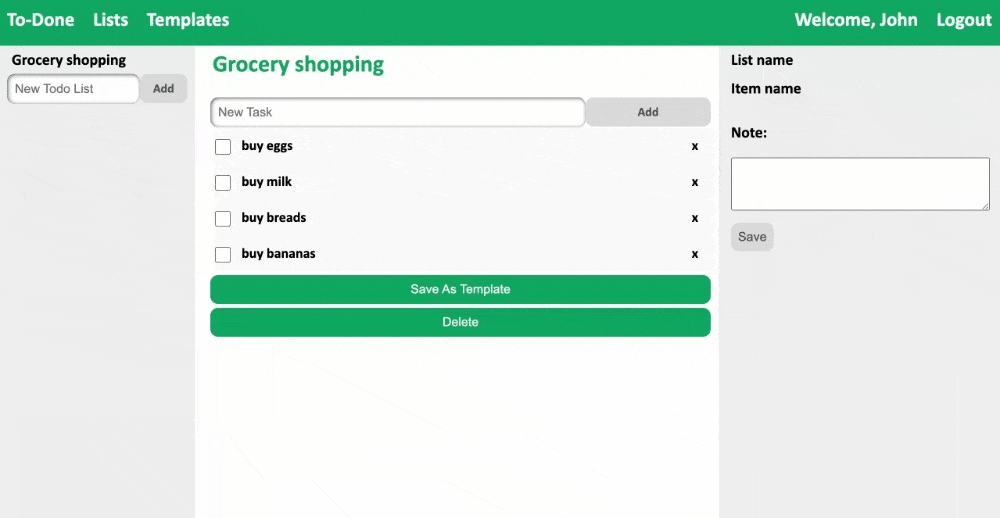 To-Done Lists Templates Welcome, John Logout
Grocery shopping
New Todo List Add
Grocery shopping
New Task Add
buy eggs x
buy milk x
buy breads x
buy bananas x
Save As Template
Delete
List name
Item name
Note:
Save